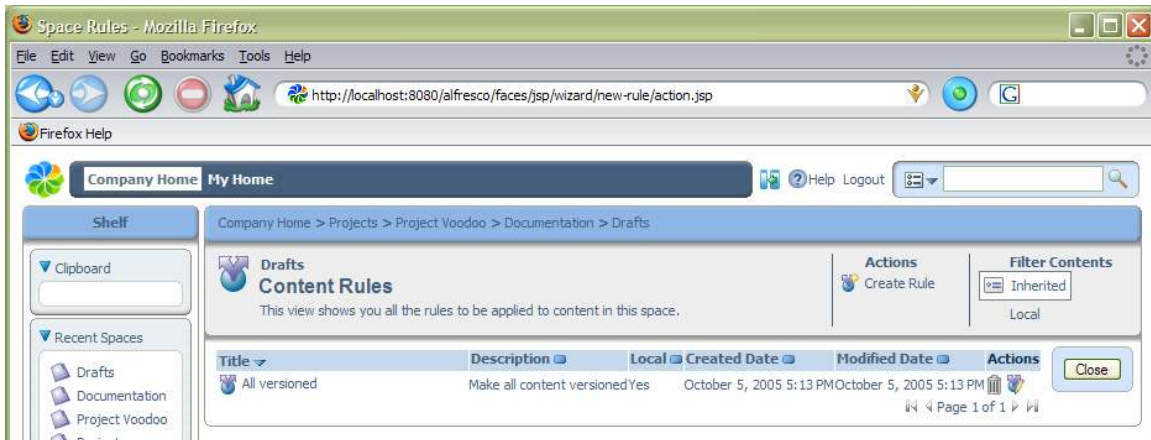 Space Rules - Mozilla Firefox
File Edit View Go Bookmarks Tools Help
http://localhost:8080/alfresco/faces/jsp/wizard/new-rule/action.jsp
G
Firefox Help
Company Home My Home
Help Logout
Shelf
Company Home > Projects > Project Voodoo > Documentation > Drafts
Clipboard
Recent Spaces
Drafts
Documentation
Project Voodoo
Drafts
Content Rules
This view shows you all the rules to be applied to content in this space.
Actions
Create Rule
Filter Contents
Inherited
Local
Title Description Local Created Date Modified Date Actions
All versioned Make all content versioned Yes October 5, 2005 5:13 PM October 5, 2005 5:13 PM
Page 1 of 1
Close